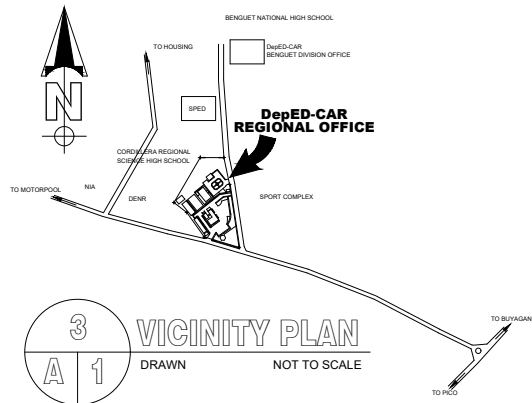 BENGUET NATIONAL HIGH SCHOOL
TO HOUSING
DepED-CAR
BENGUET DIVISION OFFICE
N
SPED
DepED-CAR
REGIONAL OFFICE
CORDILLERA REGIONAL
SCIENCE HIGH SCHOOL
TO MOTORPOOL
NIA
DENR
SPORT COMPLEX
3
A
1
VICINITY PLAN
DRAWN
NOT TO SCALE
TO BUYAGAN
TO PICO